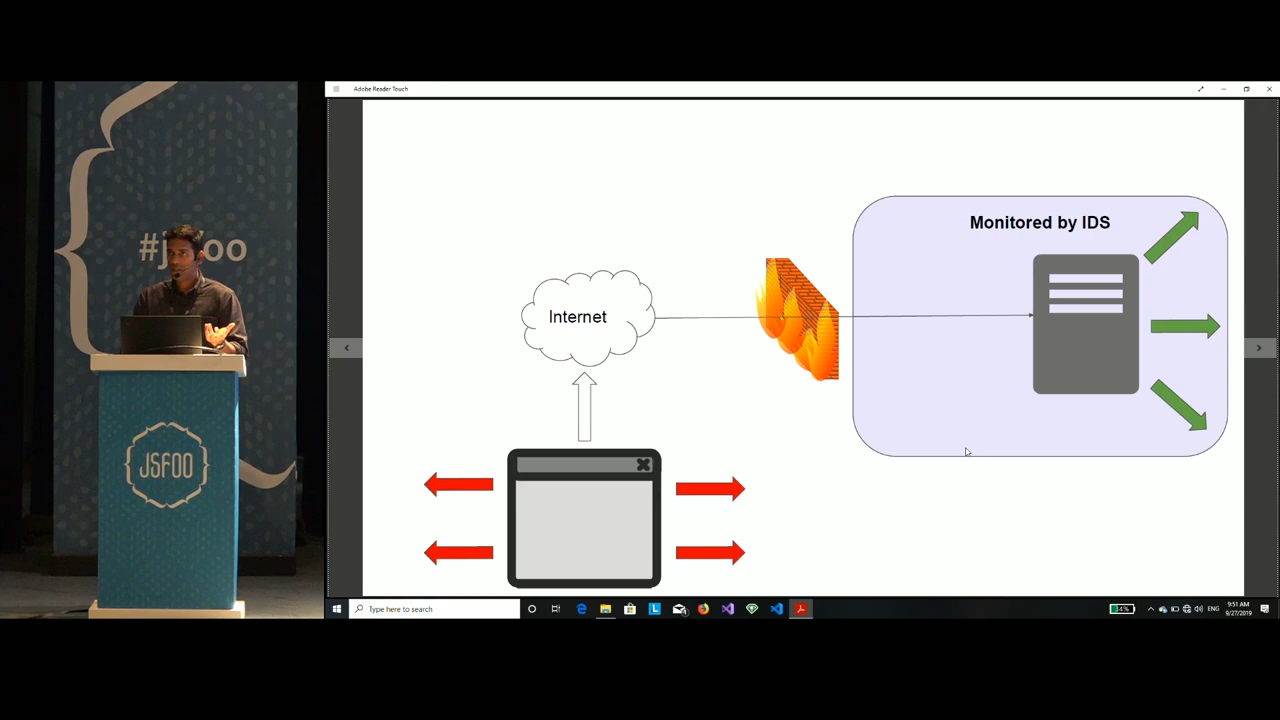 Adobe Reader Touch
#jsfoo
JSFOO
Monitored by IDS
Internet
Type here to search
ENG
9:51 AM
9/27/2019